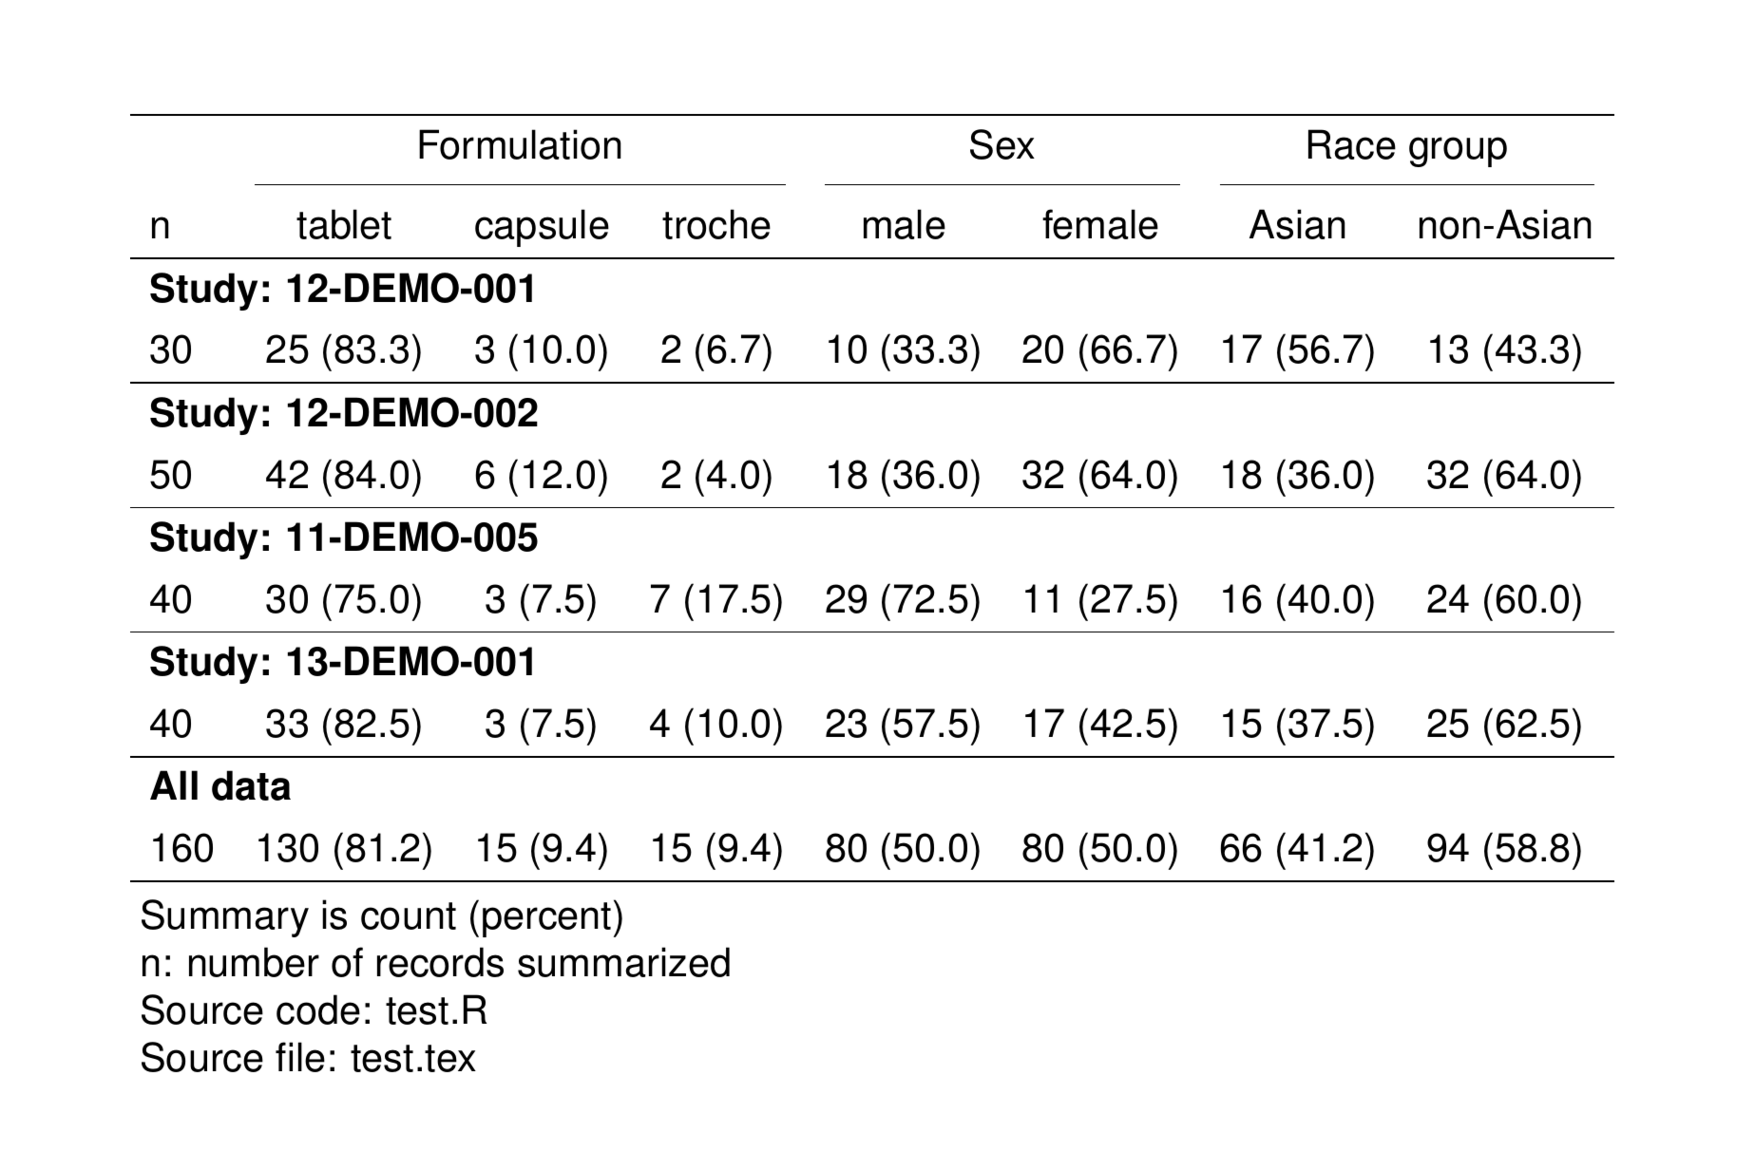 Formulation Sex Race group
n tablet capsule troche male female Asian non-Asian
Study: 12-DEMO-001
30 25 (83.3) 3 (10.0) 2 (6.7) 10 (33.3) 20 (66.7) 17 (56.7) 13 (43.3)
Study: 12-DEMO-002
50 42 (84.0) 6 (12.0) 2 (4.0) 18 (36.0) 32 (64.0) 18 (36.0) 32 (64.0)
Study: 11-DEMO-005
40 30 (75.0) 3 (7.5) 7 (17.5) 29 (72.5) 11 (27.5) 16 (40.0) 24 (60.0)
Study: 13-DEMO-001
40 33 (82.5) 3 (7.5) 4 (10.0) 23 (57.5) 17 (42.5) 15 (37.5) 25 (62.5)
All data
160 130 (81.2) 15 (9.4) 15 (9.4) 80 (50.0) 80 (50.0) 66 (41.2) 94 (58.8)
Summary is count (percent)
n: number of records summarized
Source code: test.R
Source file: test.tex